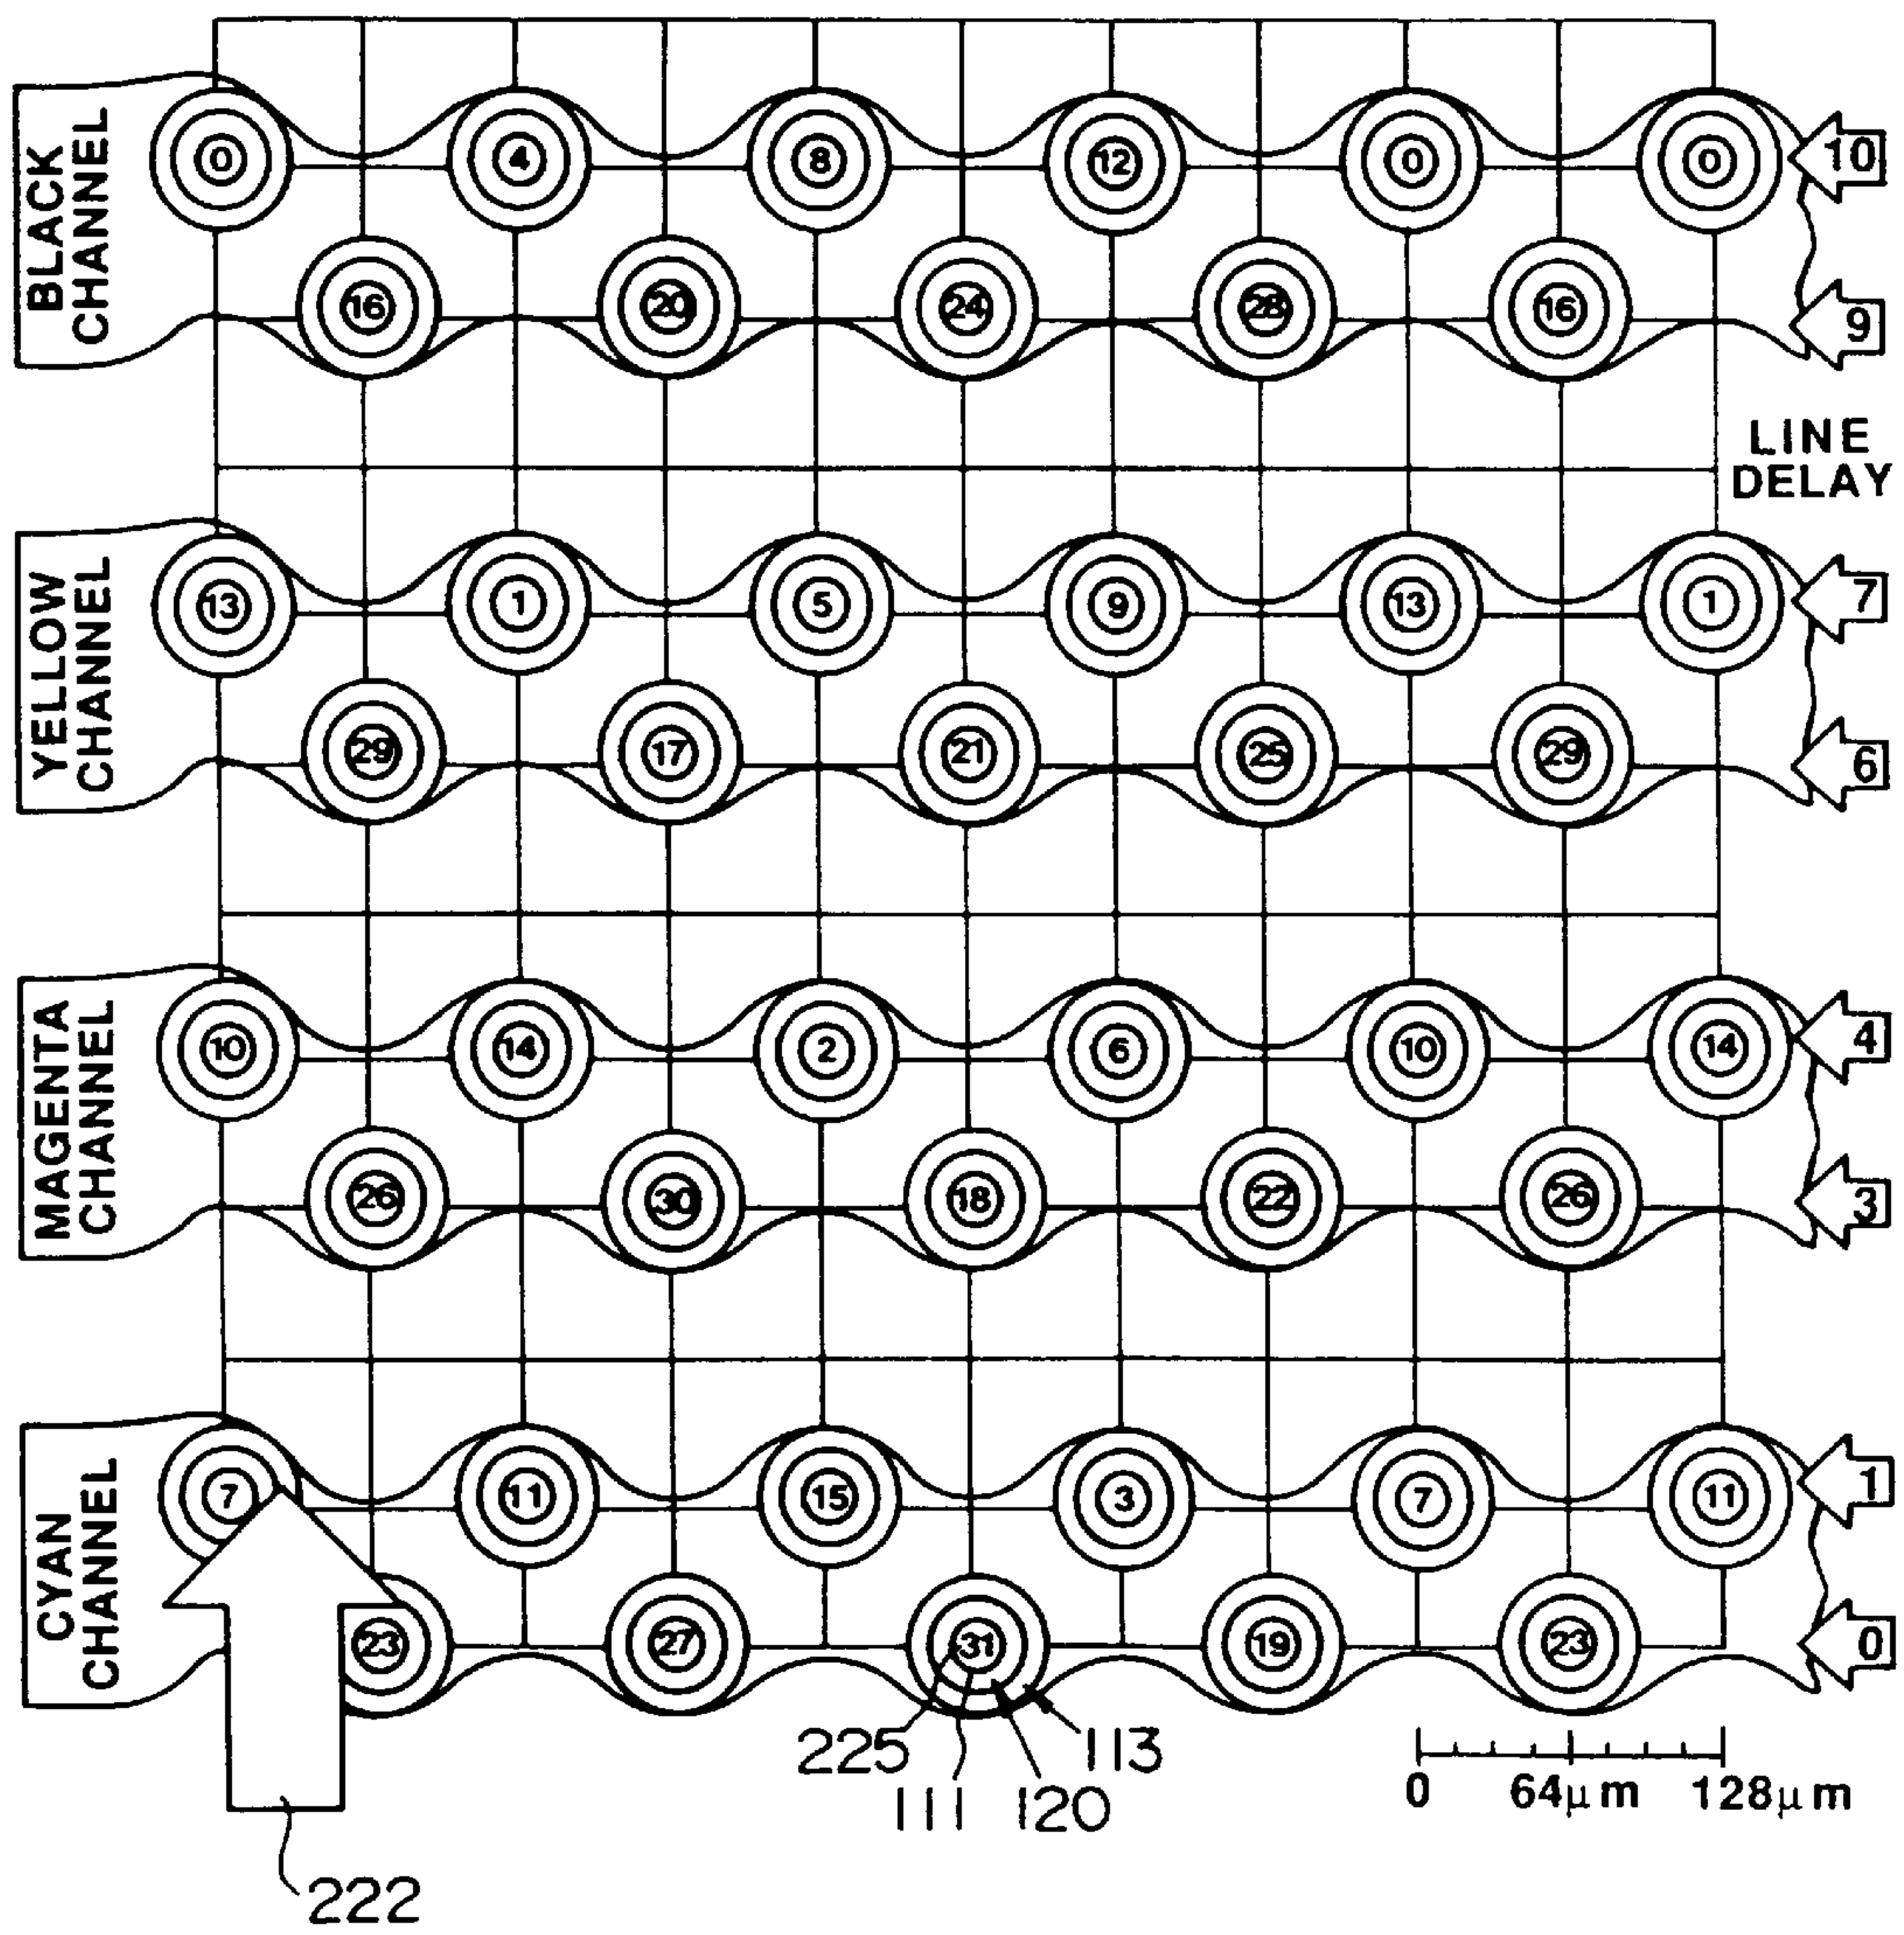 BLACK
CHANNEL
0 4 8 12 0 0 10
16 20 24 28 16 9
LINE
DELAY
YELLOW
CHANNEL
13 1 5 9 13 1 7
29 17 21 25 29 6
MAGENTA
CHANNEL
10 14 2 6 10 14 4
26 30 18 22 26 3
CYAN
CHANNEL
7 11 15 3 7 11 1
23 27 31 19 23 0
225
111
120
113
0 64μm 128μm
222